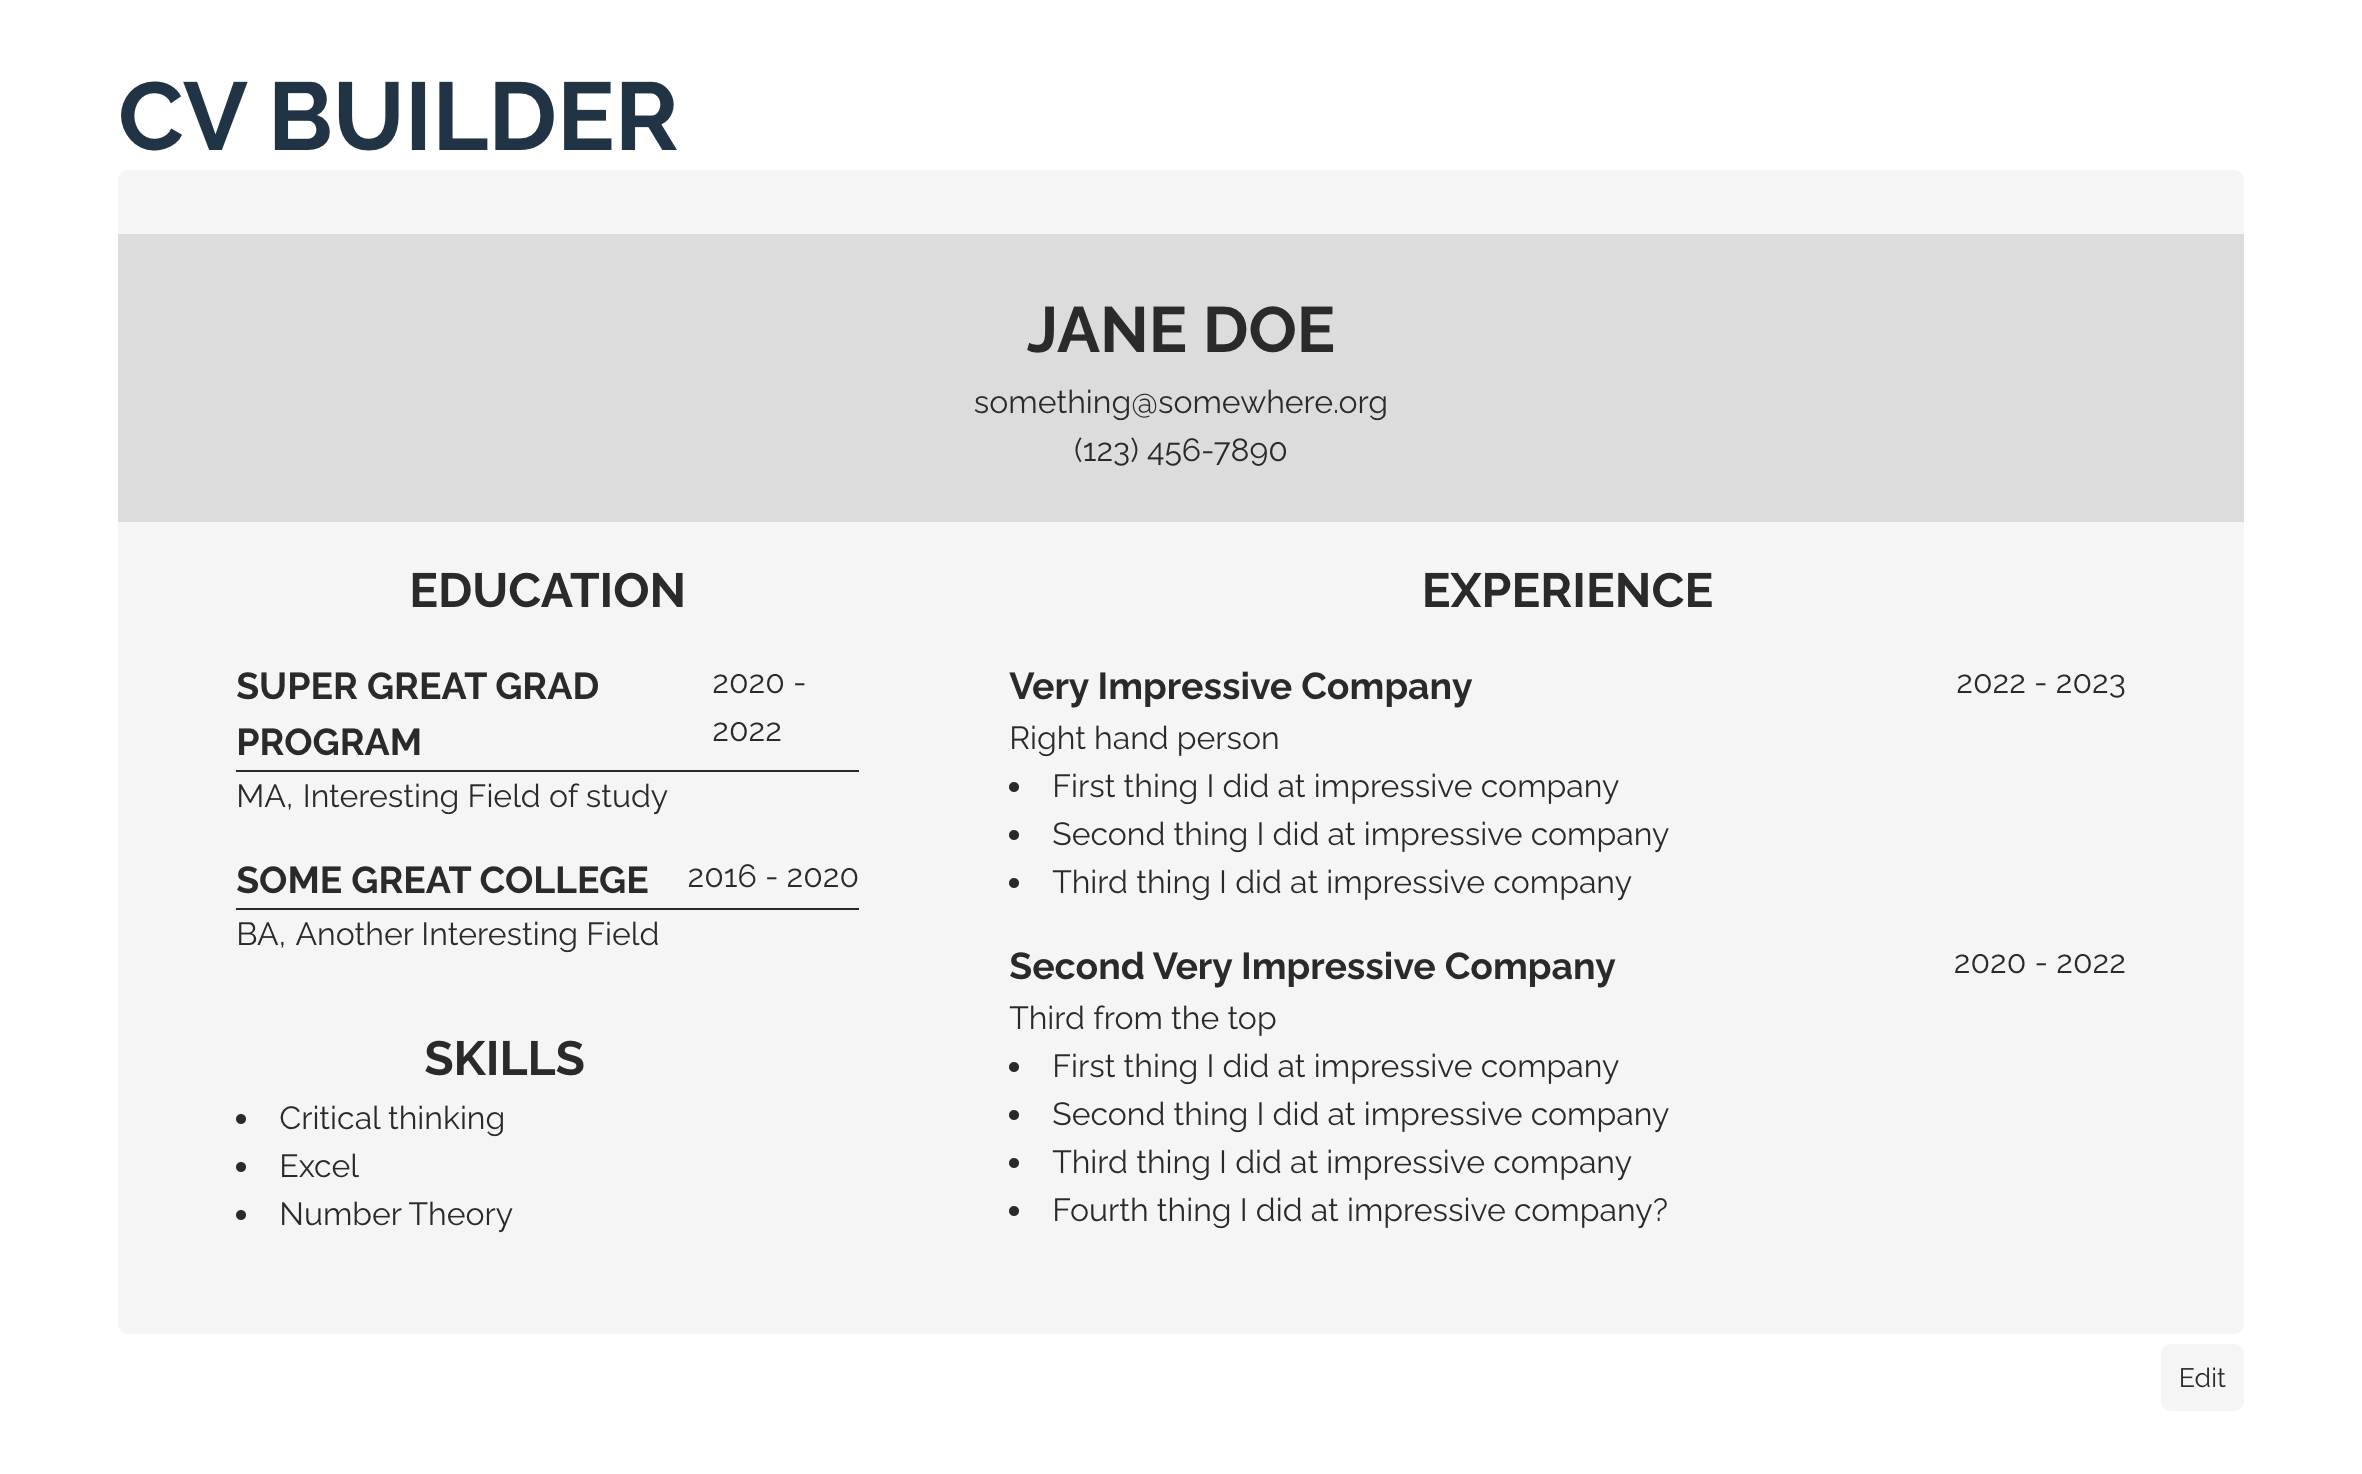 CV BUILDER
JANE DOE
something@somewhere.org
(123) 456-7890
EDUCATION
SUPER GREAT GRAD
PROGRAM
2020 -
2022
MA, Interesting Field of study
SOME GREAT COLLEGE
2016 - 2020
BA, Another Interesting Field
SKILLS
• Critical thinking
• Excel
• Number Theory
EXPERIENCE
Very Impressive Company
2022 - 2023
Right hand person
• First thing I did at impressive company
• Second thing I did at impressive company
• Third thing I did at impressive company
Second Very Impressive Company
2020 - 2022
Third from the top
• First thing I did at impressive company
• Second thing I did at impressive company
• Third thing I did at impressive company
• Fourth thing I did at impressive company?
Edit